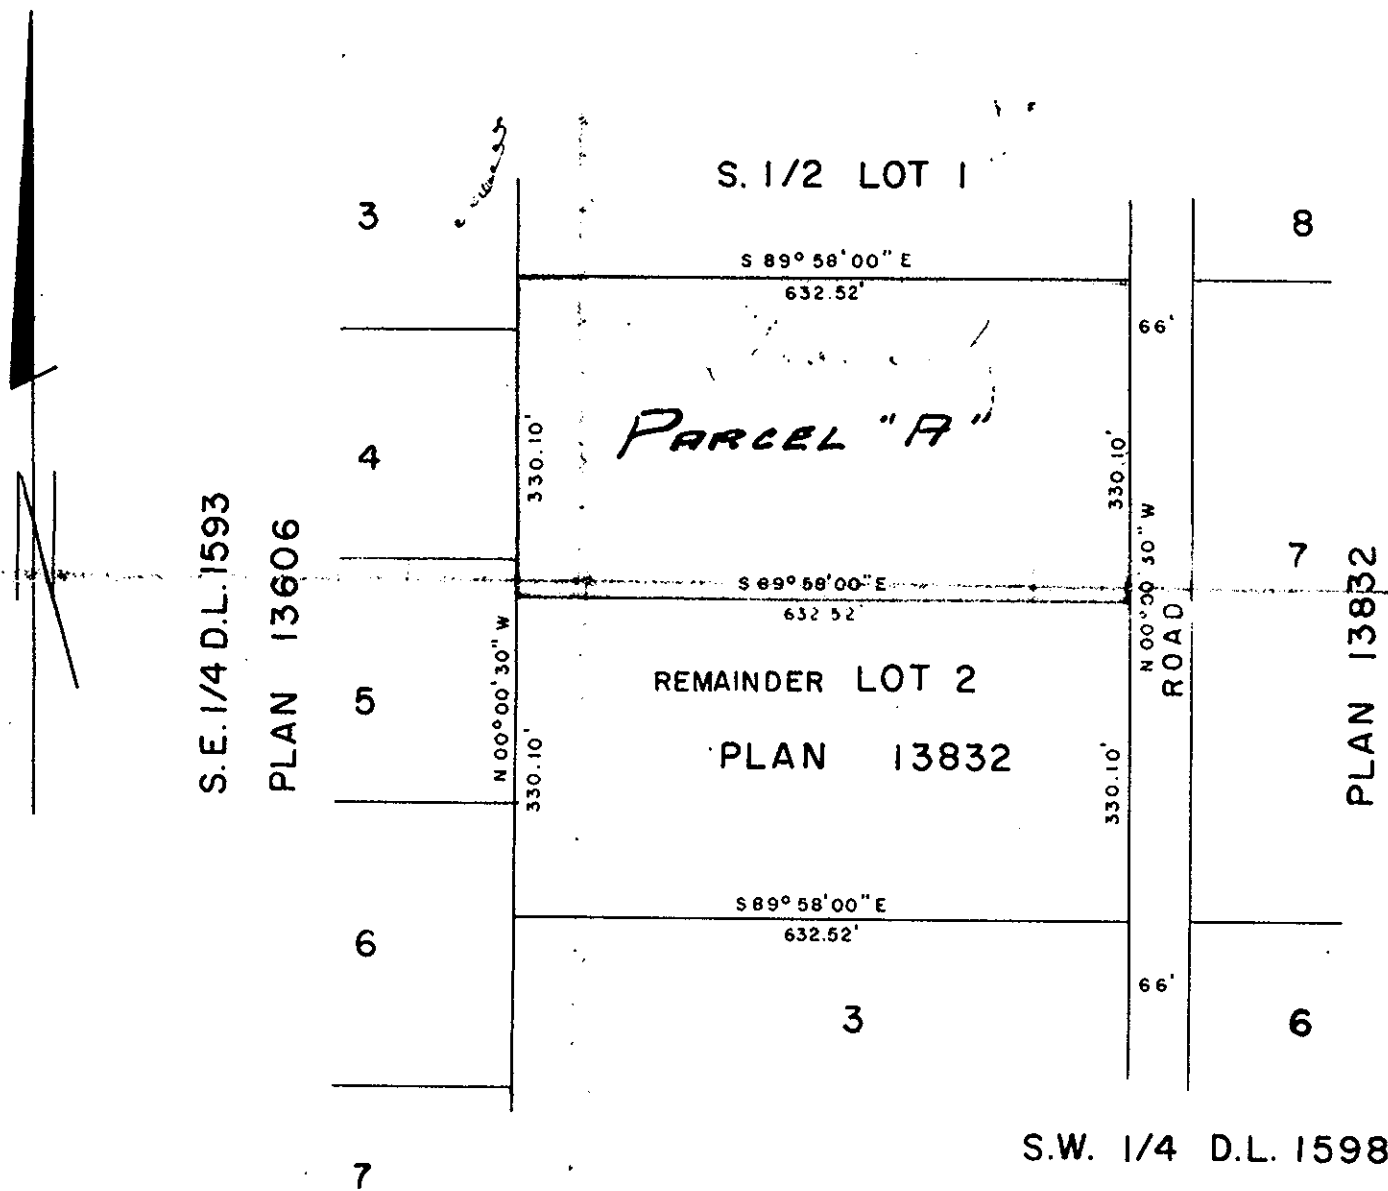 S. 1/2 LOT 1
3
8
S 89° 58' 00" E
632.52'
66'
PARCEL "A"
4
330.10'
330.10'
N
S.E. 1/4 D.L. 1593
PLAN 13606
7
S 89° 58' 00" E
632 52'
N 00° 00' 30" W
N 00° 00' 30" W
ROAD
PLAN 13832
5
REMAINDER LOT 2
PLAN 13832
330.10'
330.10'
S 89° 58' 00" E
632.52'
6
66'
3
6
S.W. 1/4 D.L. 1598
7